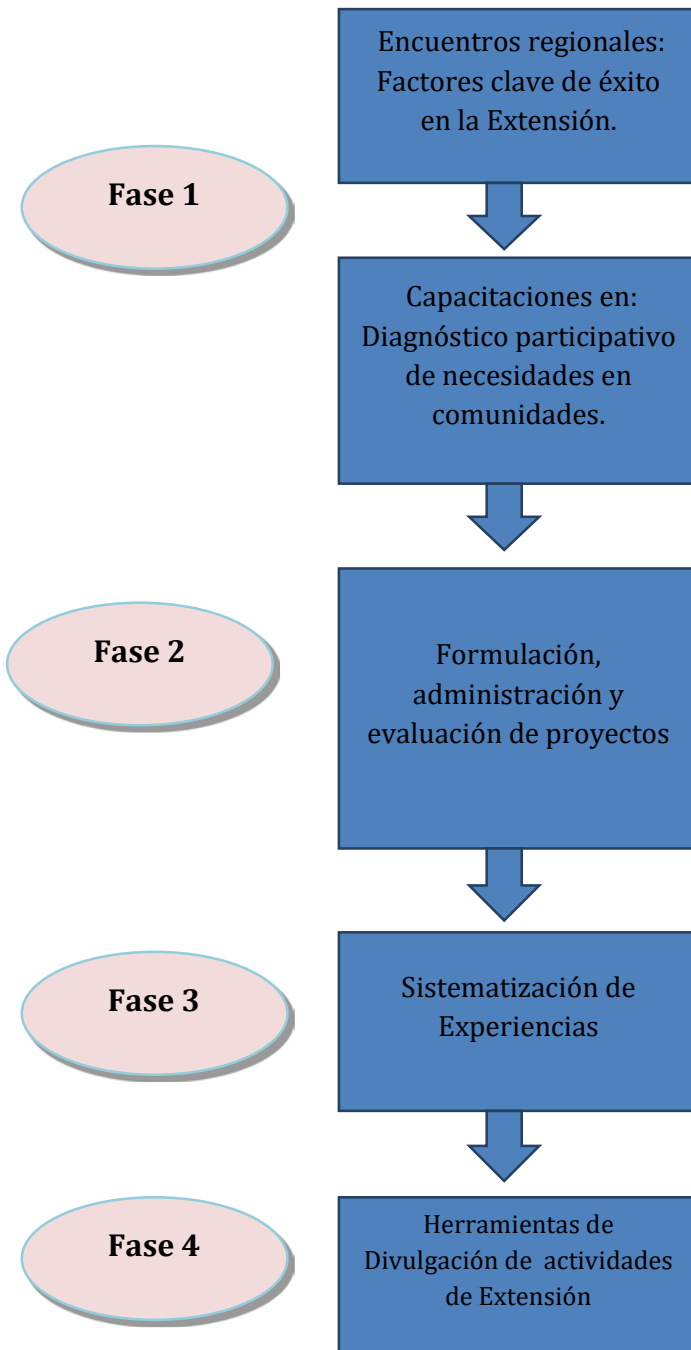 Encuentros regionales:
Factores clave de éxito
en la Extensión.
Fase 1
Capacitaciones en:
Diagnóstico participativo
de necesidades en
comunidades.
Fase 2
Formulación,
administración y
evaluación de proyectos
Fase 3
Sistematización de
Experiencias
Fase 4
Herramientas de
Divulgación de actividades
de Extensión